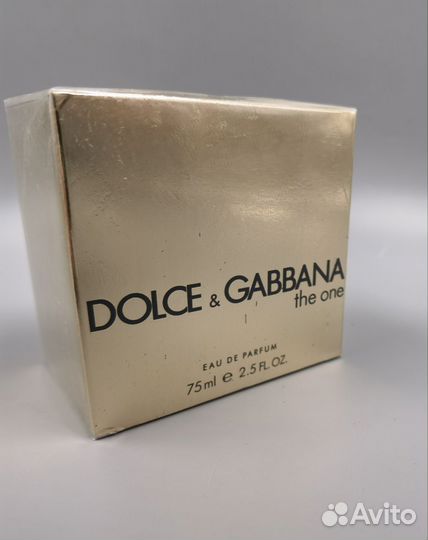 DOLCE & GABBANA
the one
EAU DE PARFUM
75ml e 2.5 FL.OZ.
Avito